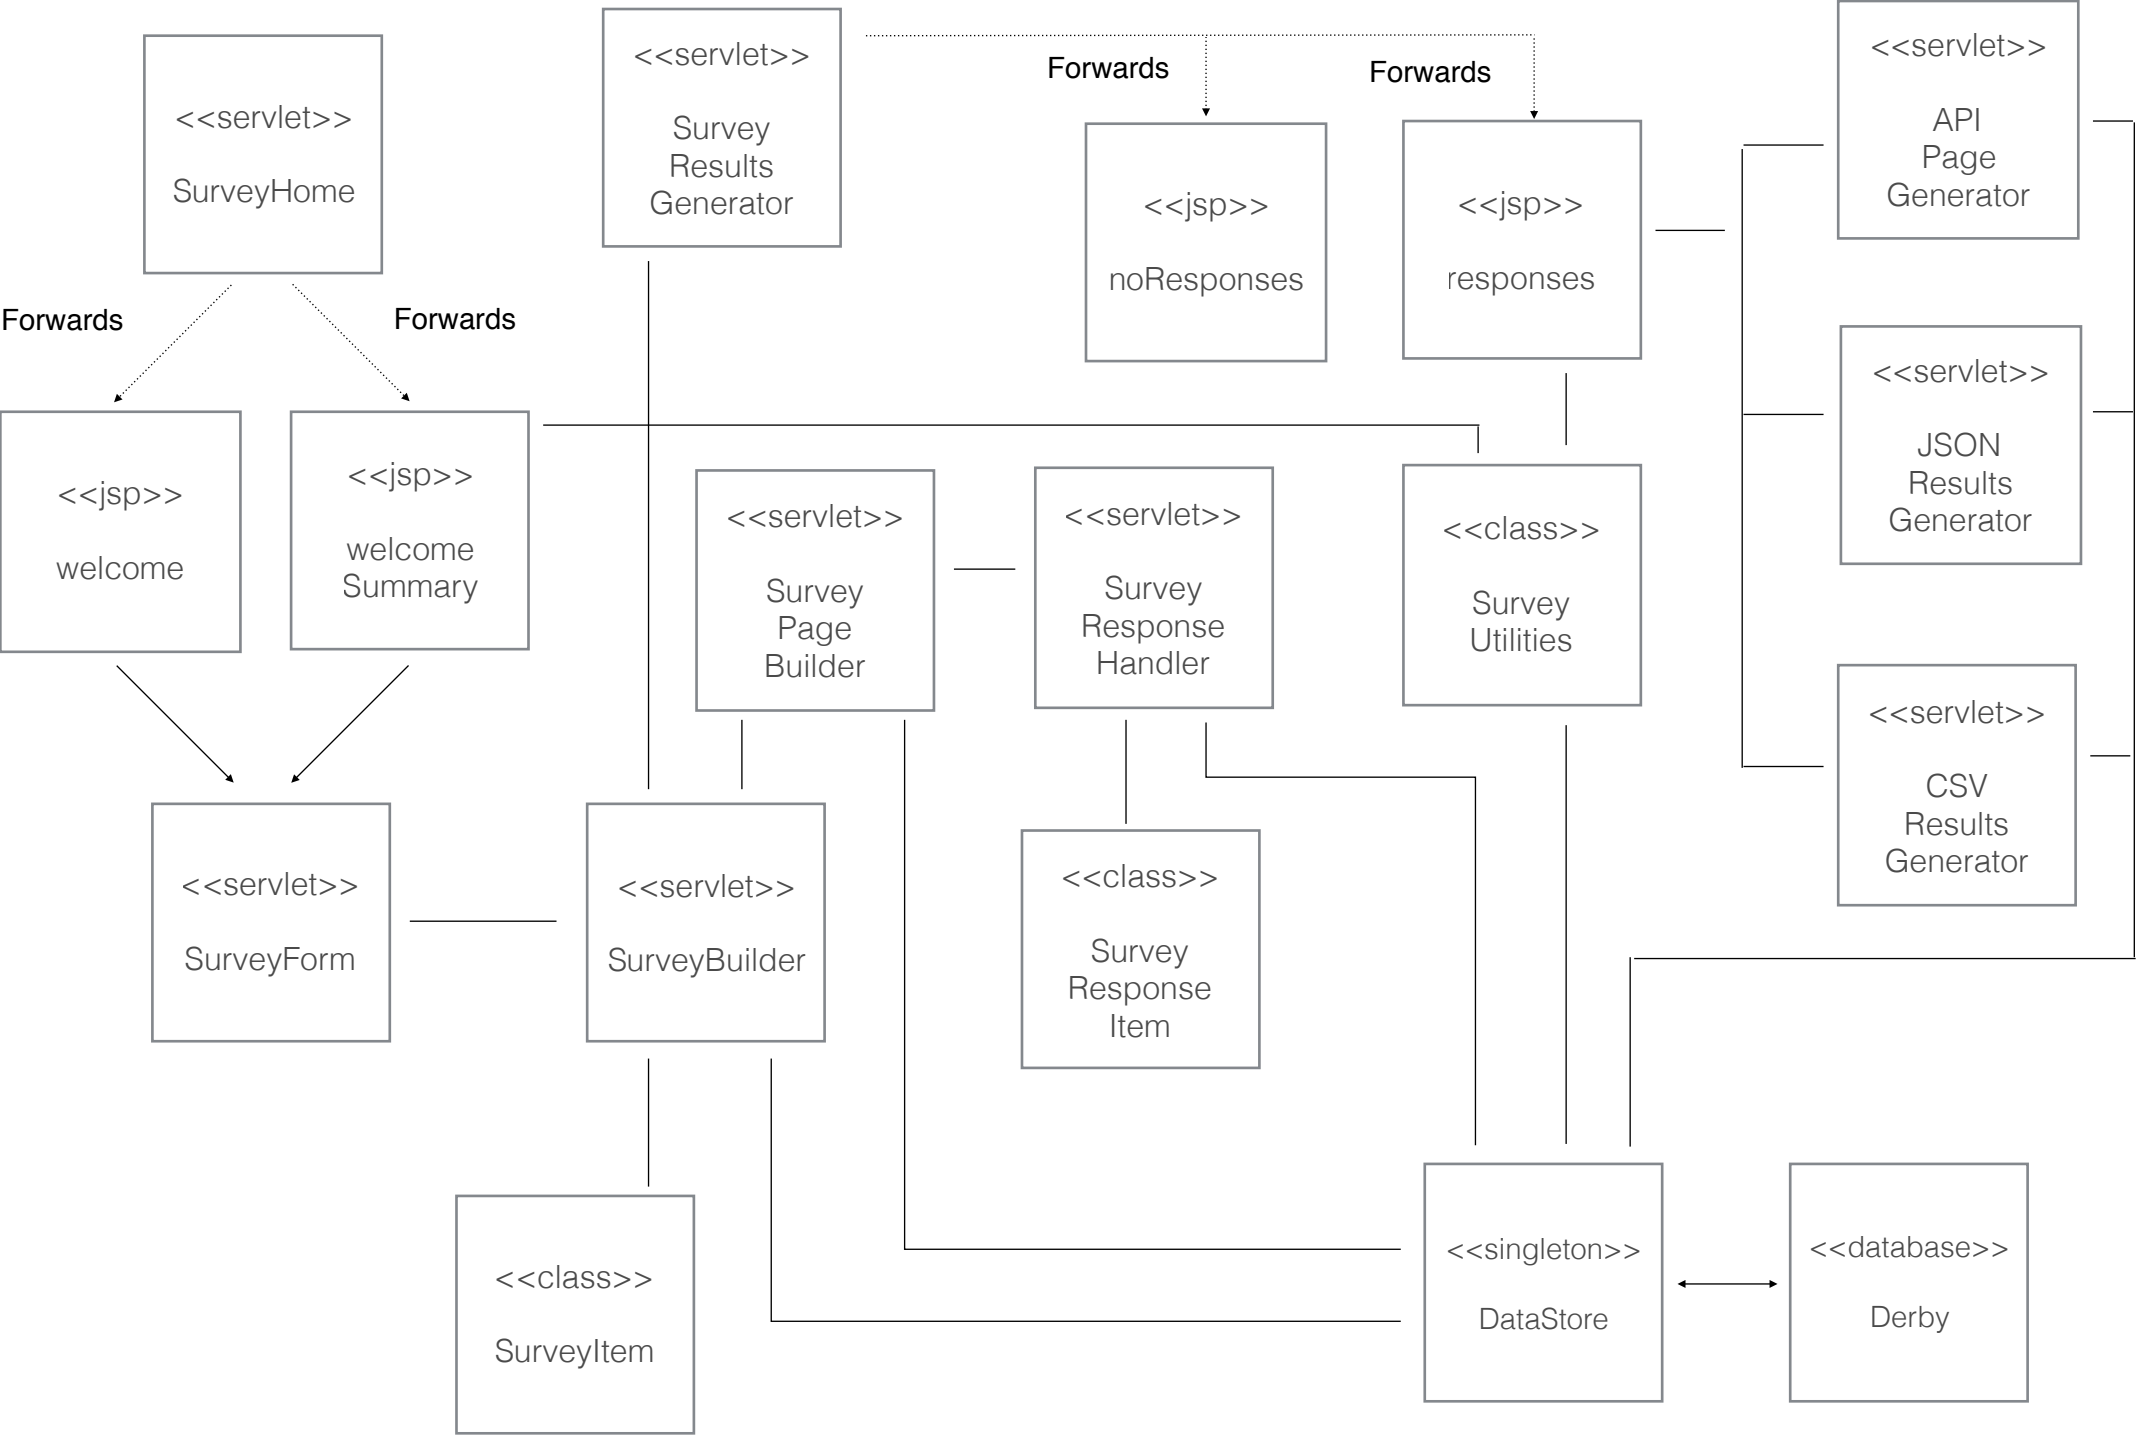 <<servlet>>
SurveyHome
<<servlet>>
Survey
Results
Generator
Forwards
Forwards
<<jsp>>
noResponses
<<jsp>>
responses
<<servlet>>
API
Page
Generator
Forwards
Forwards
<<jsp>>
welcome
<<jsp>>
welcome
Summary
<<servlet>>
Survey
Page
Builder
<<servlet>>
Survey
Response
Handler
<<class>>
Survey
Utilities
<<servlet>>
JSON
Results
Generator
<<servlet>>
CSV
Results
Generator
<<servlet>>
SurveyForm
<<servlet>>
SurveyBuilder
<<class>>
Survey
Response
Item
<<class>>
SurveyItem
<<singleton>>
DataStore
<<database>>
Derby